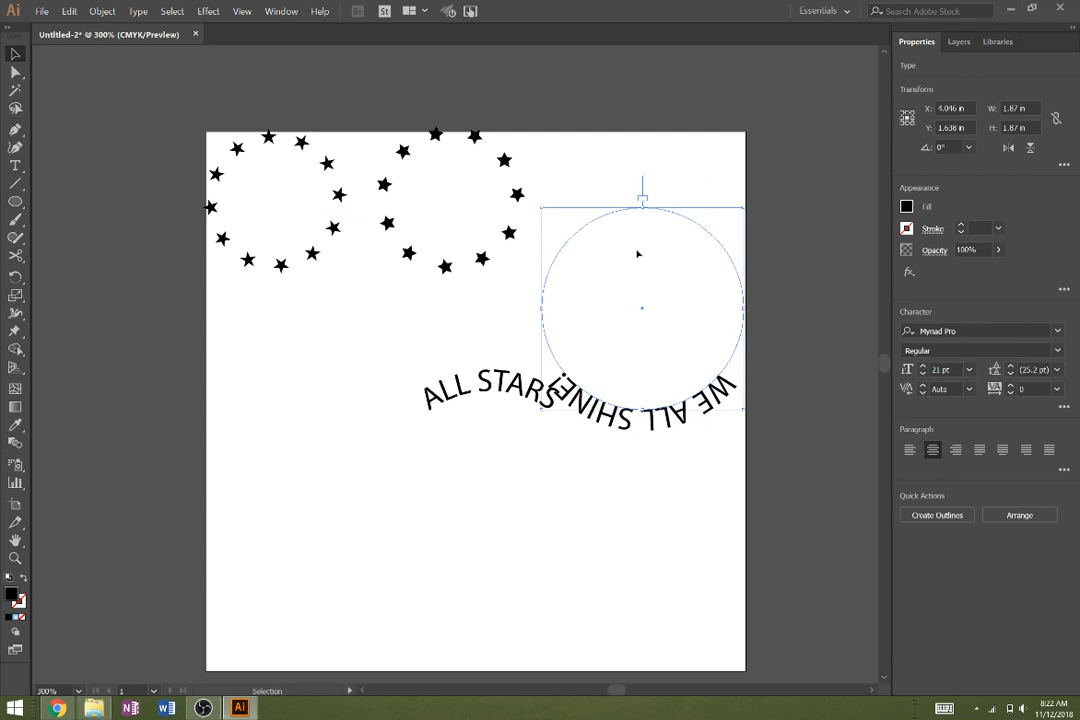 Ai File Edit Object Type Select Effect View Window Help Br St Essentials Search Adobe Stock
Untitled-2* @ 300% (CMYK/Preview) ×
Properties Layers Libraries
Type
Transform
X: 4.046 in W: 1.87 in
Y: 1.638 in H: 1.87 in
0°
Appearance
Fill
Stroke
Opacity 100%
fx
Character
Myriad Pro
Regular
21 pt (25.2 pt)
Auto 0
Paragraph
Quick Actions
Create Outlines Arrange
ALL STARS
WE ALL SHINE!
300% 1 Selection
Ai
8:22 AM
11/12/2018